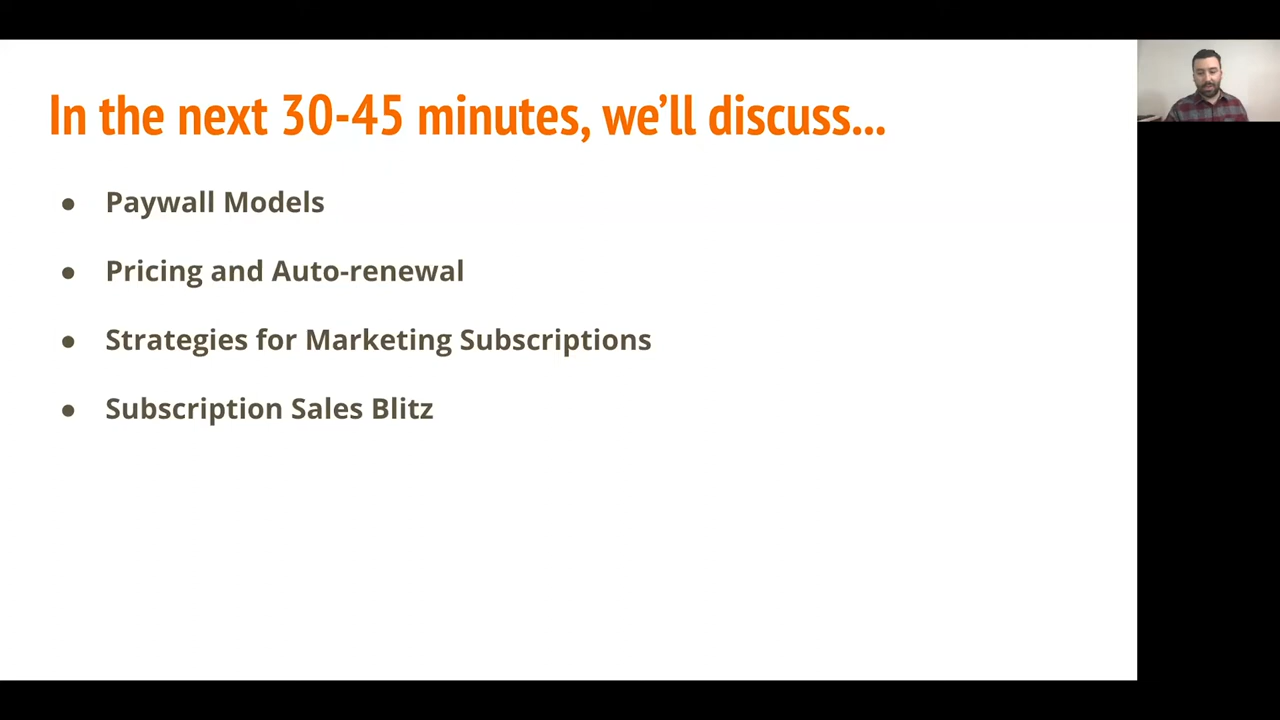 In the next 30-45 minutes, we’ll discuss...
● Paywall Models
● Pricing and Auto-renewal
● Strategies for Marketing Subscriptions
● Subscription Sales Blitz